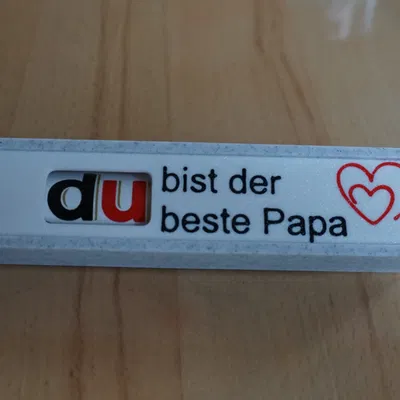 du bist der
beste Papa